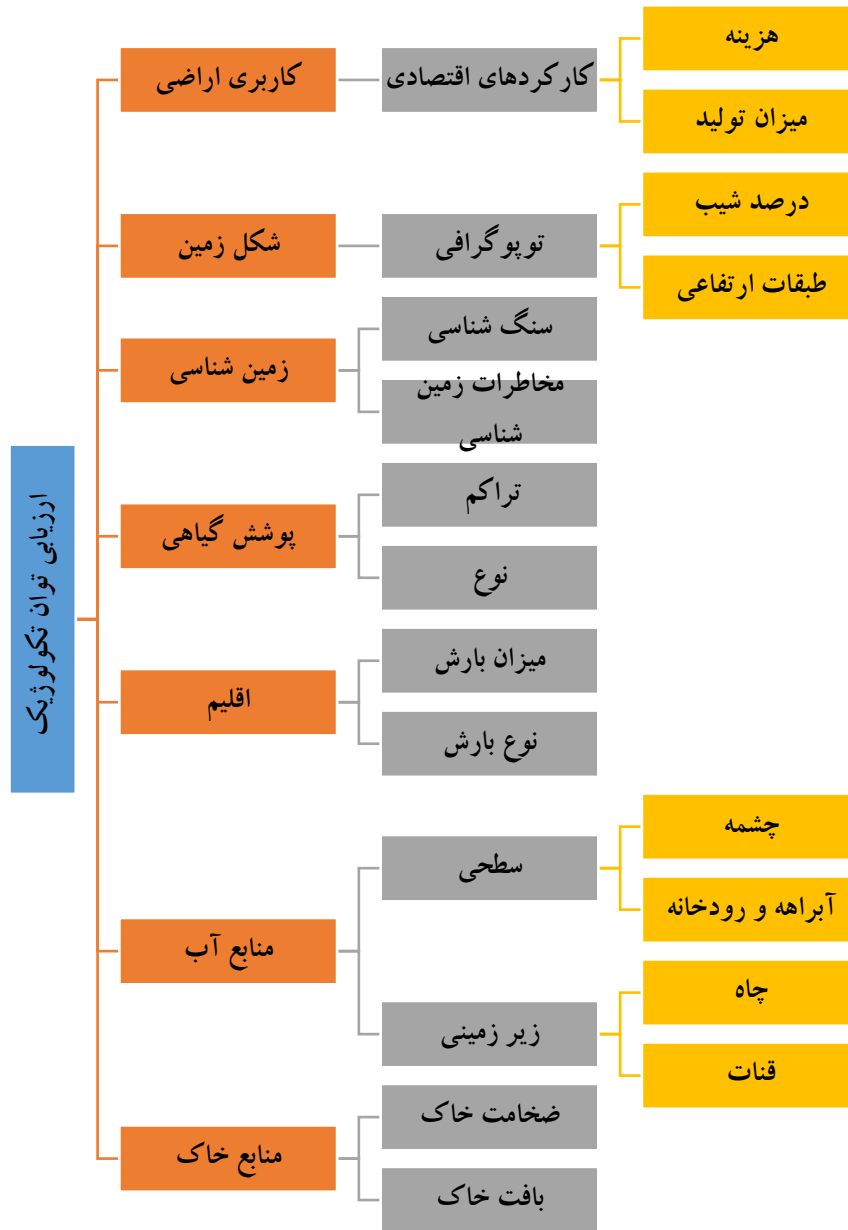 ارزیابی توان تکولوژیک
کاربری اراضی
کارکردهای اقتصادی
هزینه
میزان تولید
شکل زمین
توپوگرافی
درصد شیب
طبقات ارتفاعی
زمین شناسی
سنگ شناسی
مخاطرات زمین
شناسی
پوشش گیاهی
تراکم
نوع
اقلیم
میزان بارش
نوع بارش
منابع آب
سطحی
چشمه
آبراهه و رودخانه
زیر زمینی
چاه
قنات
منابع خاک
ضخامت خاک
بافت خاک